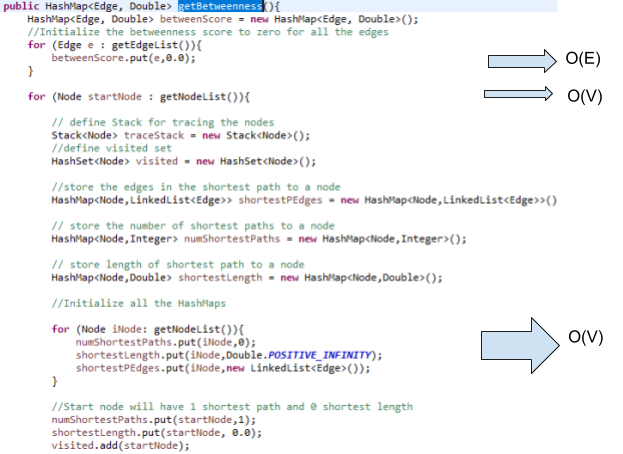 public HashMap<Edge, Double> getBetweenness(){
HashMap<Edge, Double> betweenScore = new HashMap<Edge, Double>();
//Initialize the betweenness score to zero for all the edges
for (Edge e : getEdgeList()){
betweenScore.put(e,0.0);
}
O(E)
for (Node startNode : getNodeList()){
O(V)
// define Stack for tracing the nodes
Stack<Node> traceStack = new Stack<Node>();
//define visited set
HashSet<Node> visited = new HashSet<Node>();
//store the edges in the shortest path to a node
HashMap<Node,LinkedList<Edge>> shortestPEdges = new HashMap<Node,LinkedList<Edge>>()
// store the number of shortest paths to a node
HashMap<Node,Integer> numShortestPaths = new HashMap<Node,Integer>();
// store length of shortest path to a node
HashMap<Node,Double> shortestLength = new HashMap<Node,Double>();
//Initialize all the HashMaps
for (Node iNode: getNodeList()){
numShortestPaths.put(iNode,0);
shortestLength.put(iNode,Double.POSITIVE_INFINITY);
shortestPEdges.put(iNode,new LinkedList<Edge>());
}
O(V)
//Start node will have 1 shortest path and 0 shortest length
numShortestPaths.put(startNode,1);
shortestLength.put(startNode, 0.0);
visited.add(startNode);